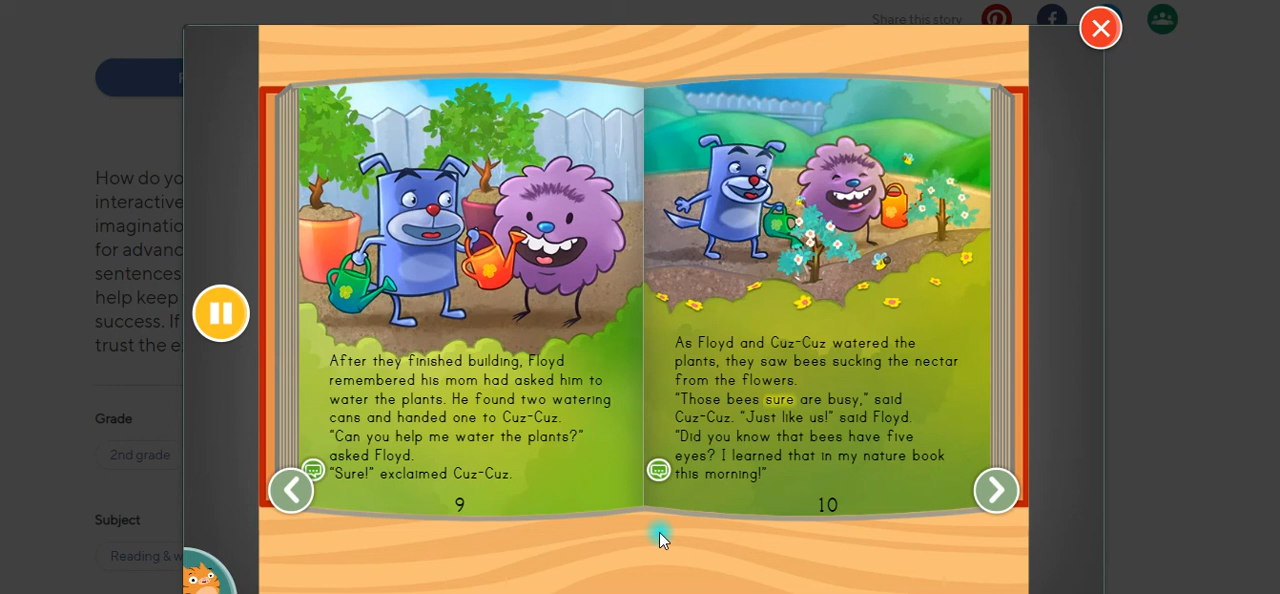 Share this story
How do yo
interactive
imaginatio
for advanc
sentences
help keep
success. If
trust the e
Grade
2nd grade
Subject
Reading & w
After they finished building, Floyd
remembered his mom had asked him to
water the plants. He found two watering
cans and handed one to Cuz-Cuz.
"Can you help me water the plants?"
asked Floyd.
"Sure!" exclaimed Cuz-Cuz.
9
As Floyd and Cuz-Cuz watered the
plants, they saw bees sucking the nectar
from the flowers.
"Those bees sure are busy," said
Cuz-Cuz. "Just like us!" said Floyd.
"Did you know that bees have five
eyes? I learned that in my nature book
this morning!"
10